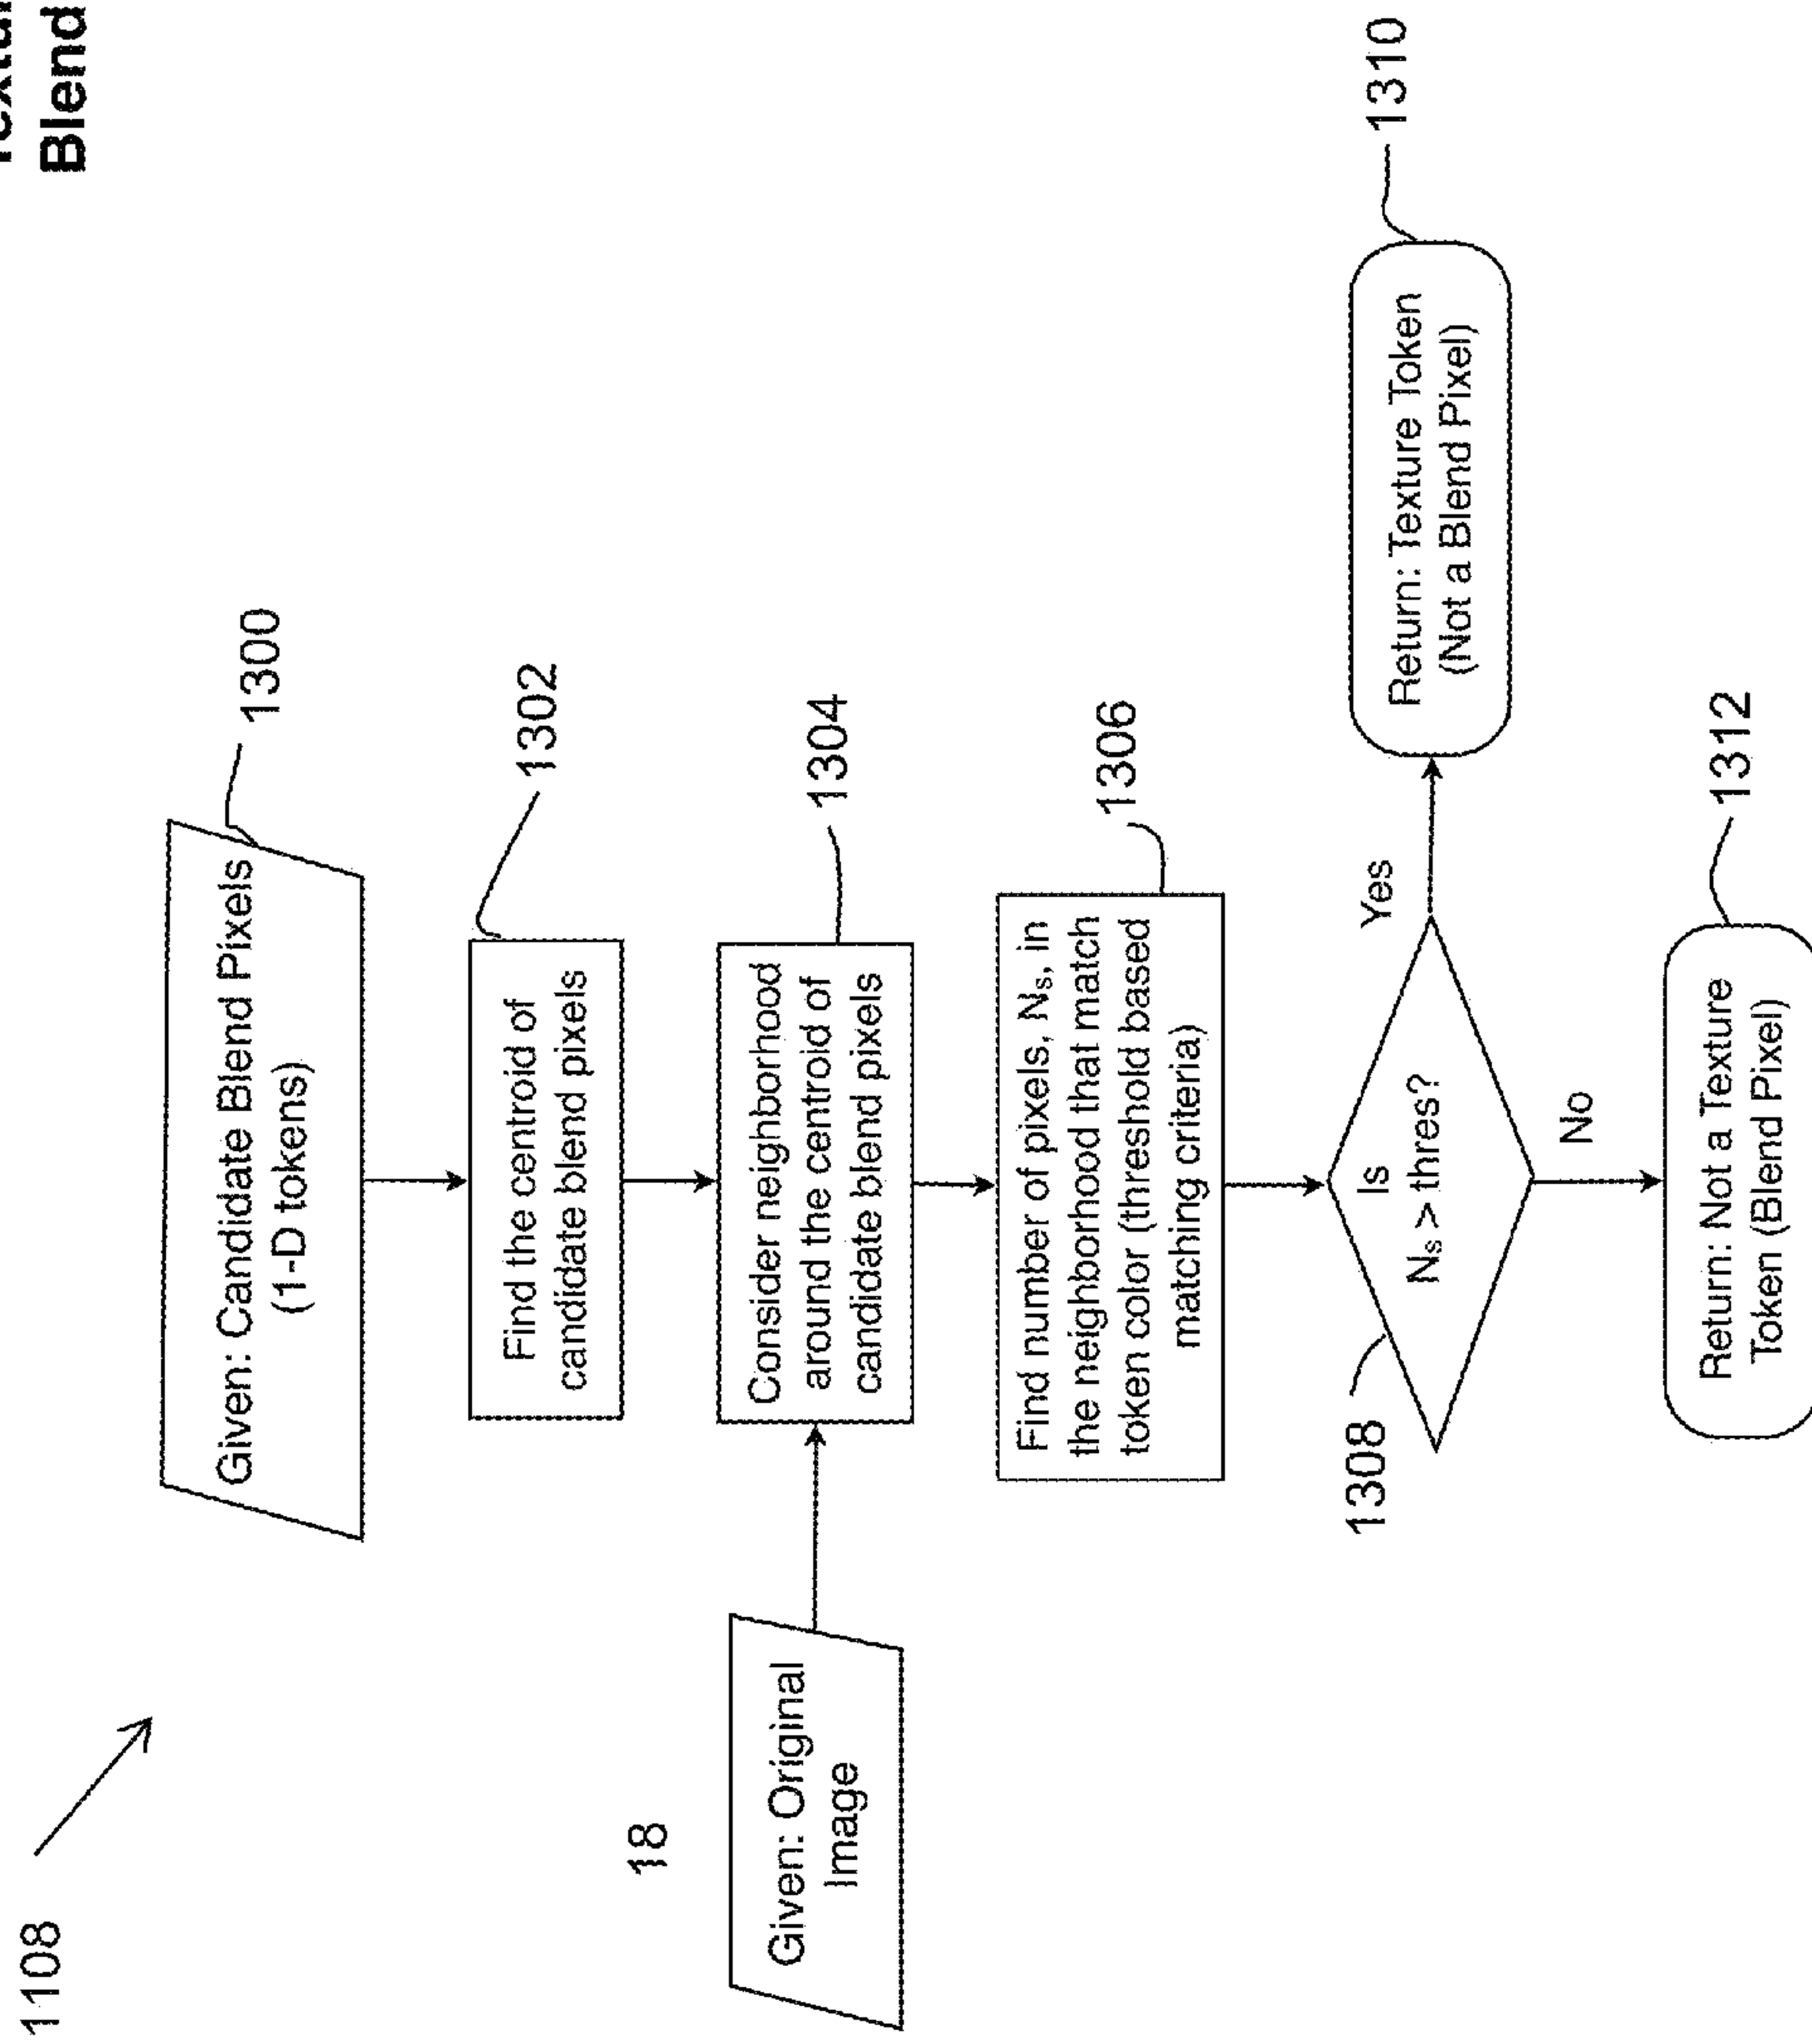 Blend
1108
Given: Candidate Blend Pixels
(1-D tokens)
1300
Find the centroid of
candidate blend pixels
1302
18
Given: Original
Image
Consider neighborhood
around the centroid of
candidate blend pixels
1304
Find number of pixels, Nₛ, in
the neighborhood that match
token color (threshold based
matching criteria)
1306
1308
Is
Nₛ > thres?
Yes
Return: Texture Token
(Not a Blend Pixel)
1310
No
Return: Not a Texture
Token (Blend Pixel)
1312